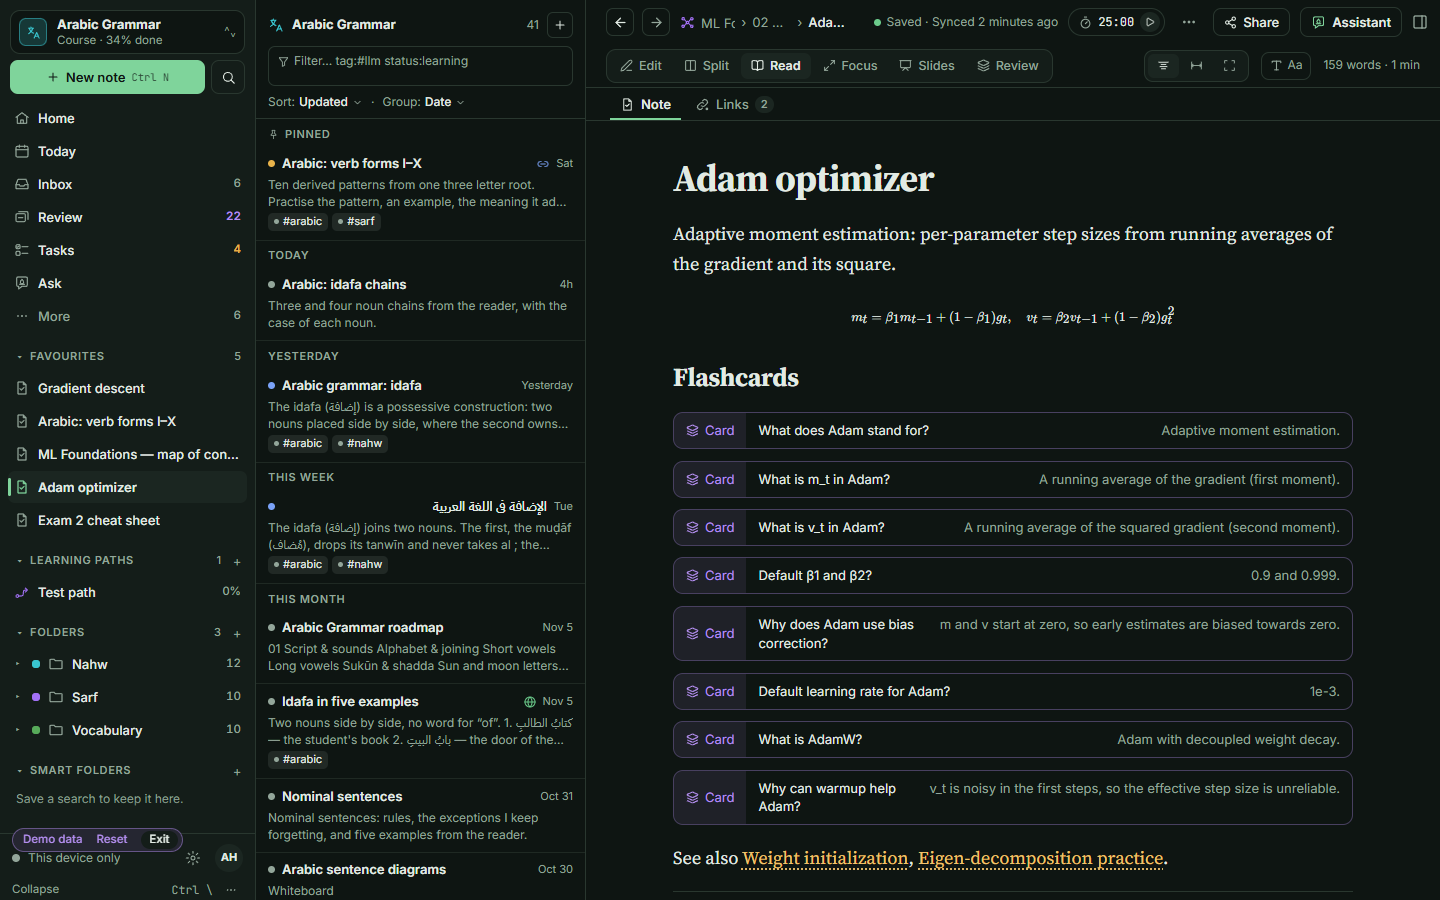 Arabic Grammar
Course · 34% done
New note Ctrl N
Home
Today
Inbox 6
Review 22
Tasks 4
Ask
More 6
FAVOURITES 5
Gradient descent
Arabic: verb forms I–X
ML Foundations — map of con...
Adam optimizer
Exam 2 cheat sheet
LEARNING PATHS 1 +
Test path 0%
FOLDERS 3 +
Nahw 12
Sarf 10
Vocabulary 10
SMART FOLDERS +
Save a search to keep it here.
Demo data Reset Exit
This device only AH
Collapse Ctrl \ ...
Arabic Grammar 41 +
Filter... tag:#llm status:learning
Sort: Updated · Group: Date
PINNED
Arabic: verb forms I–X Sat
Ten derived patterns from one three letter root.
Practise the pattern, an example, the meaning it ad...
#arabic #sarf
TODAY
Arabic: idafa chains 4h
Three and four noun chains from the reader, with the
case of each noun.
YESTERDAY
Arabic grammar: idafa Yesterday
The idafa (إضافة) is a possessive construction: two
nouns placed side by side, where the second owns...
#arabic #nahw
THIS WEEK
الإضافة في اللغة العربية Tue
The idafa (إضافة) joins two nouns. The first, the muḍāf
(مُضاف), drops its tanwīn and never takes al ; the...
#arabic #nahw
THIS MONTH
Arabic Grammar roadmap Nov 5
01 Script & sounds Alphabet & joining Short vowels
Long vowels Sukūn & shadda Sun and moon letters...
Idafa in five examples Nov 5
Two nouns side by side, no word for “of”. 1. كتابُ الطالبِ
— the student's book 2. بابُ البيتِ — the door of the...
#arabic
Nominal sentences Oct 31
Nominal sentences: rules, the exceptions I keep
forgetting, and five examples from the reader.
Arabic sentence diagrams Oct 30
Whiteboard
ML Fo › 02 ... › Ada... Saved · Synced 2 minutes ago 25:00 ... Share Assistant
Edit Split Read Focus Slides Review T Aa 159 words · 1 min
Note Links 2
Adam optimizer
Adaptive moment estimation: per-parameter step sizes from running averages of
the gradient and its square.
m_t = β_1 m_{t−1} + (1 − β_1)g_t, v_t = β_2 v_{t−1} + (1 − β_2)g_t^2
Flashcards
Card What does Adam stand for? Adaptive moment estimation.
Card What is m_t in Adam? A running average of the gradient (first moment).
Card What is v_t in Adam? A running average of the squared gradient (second moment).
Card Default β1 and β2? 0.9 and 0.999.
Card Why does Adam use bias correction? m and v start at zero, so early estimates are biased towards zero.
Card Default learning rate for Adam? 1e-3.
Card What is AdamW? Adam with decoupled weight decay.
Card Why can warmup help Adam? v_t is noisy in the first steps, so the effective step size is unreliable.
See also Weight initialization, Eigen-decomposition practice.